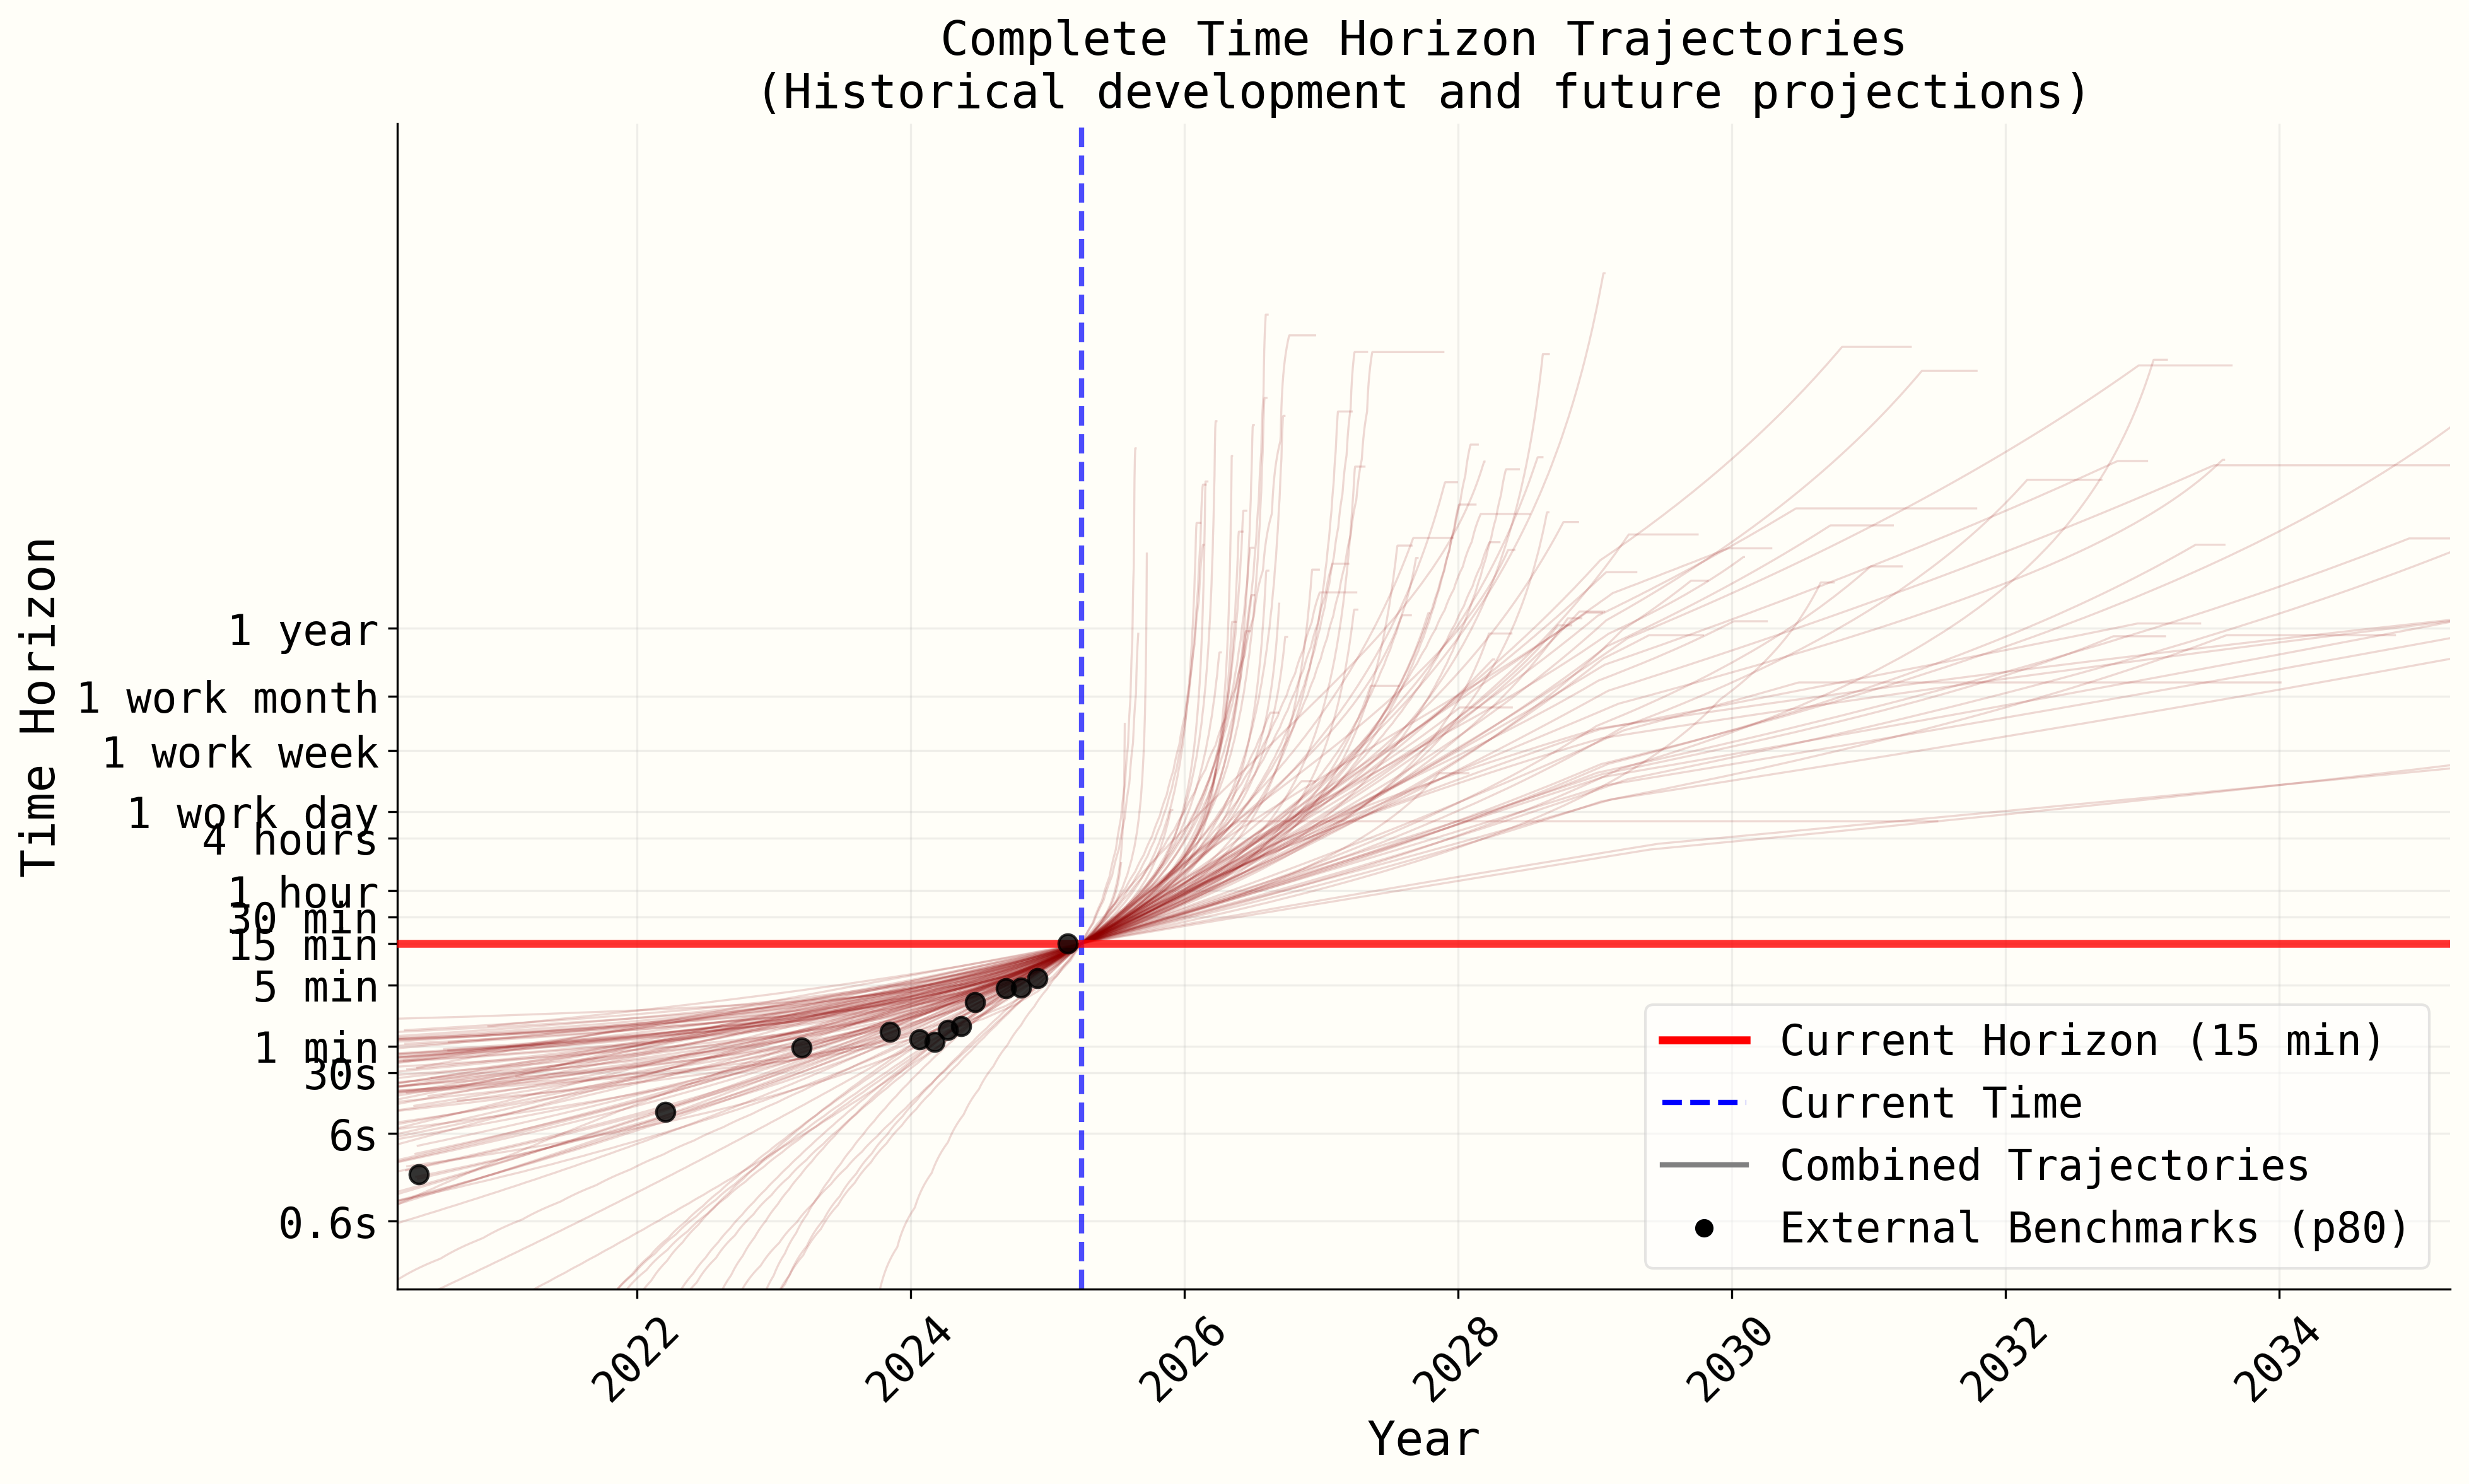 Complete Time Horizon Trajectories
(Historical development and future projections)
Time Horizon
1 year
1 work month
1 work week
1 work day
4 hours
1 hour
30 min
15 min
5 min
1 min
30s
6s
0.6s
Current Horizon (15 min)
Current Time
Combined Trajectories
External Benchmarks (p80)
2022
2024
2026
2028
2030
2032
2034
Year